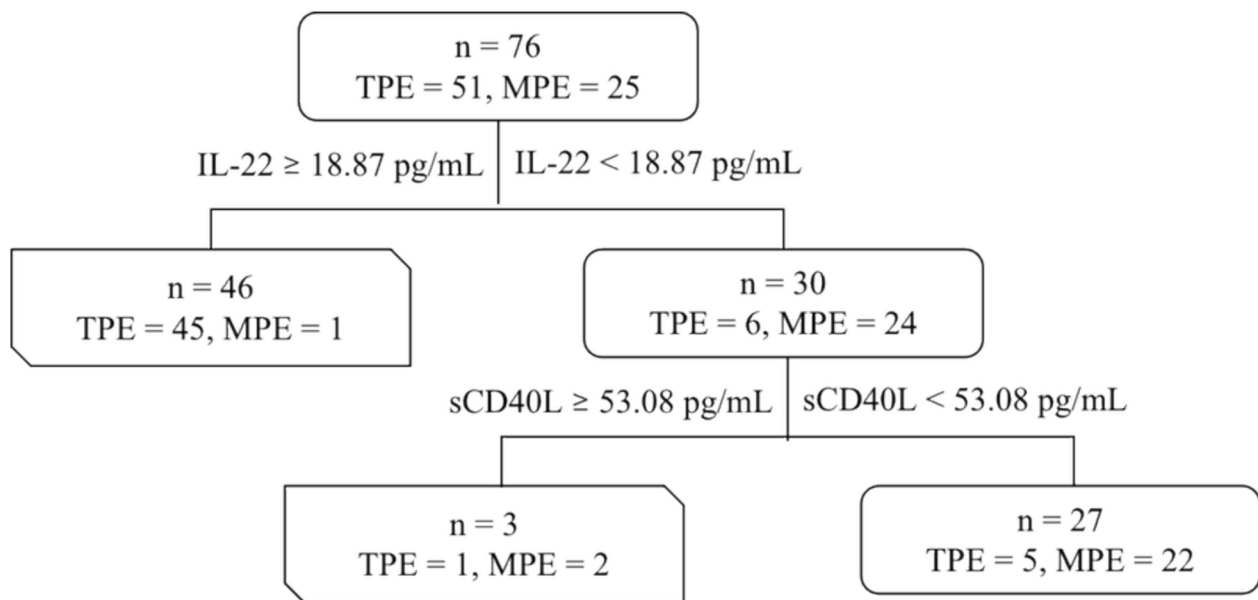 n = 76
TPE = 51, MPE = 25
IL-22 ≥ 18.87 pg/mL
IL-22 < 18.87 pg/mL
n = 46
TPE = 45, MPE = 1
n = 30
TPE = 6, MPE = 24
sCD40L ≥ 53.08 pg/mL
sCD40L < 53.08 pg/mL
n = 3
TPE = 1, MPE = 2
n = 27
TPE = 5, MPE = 22